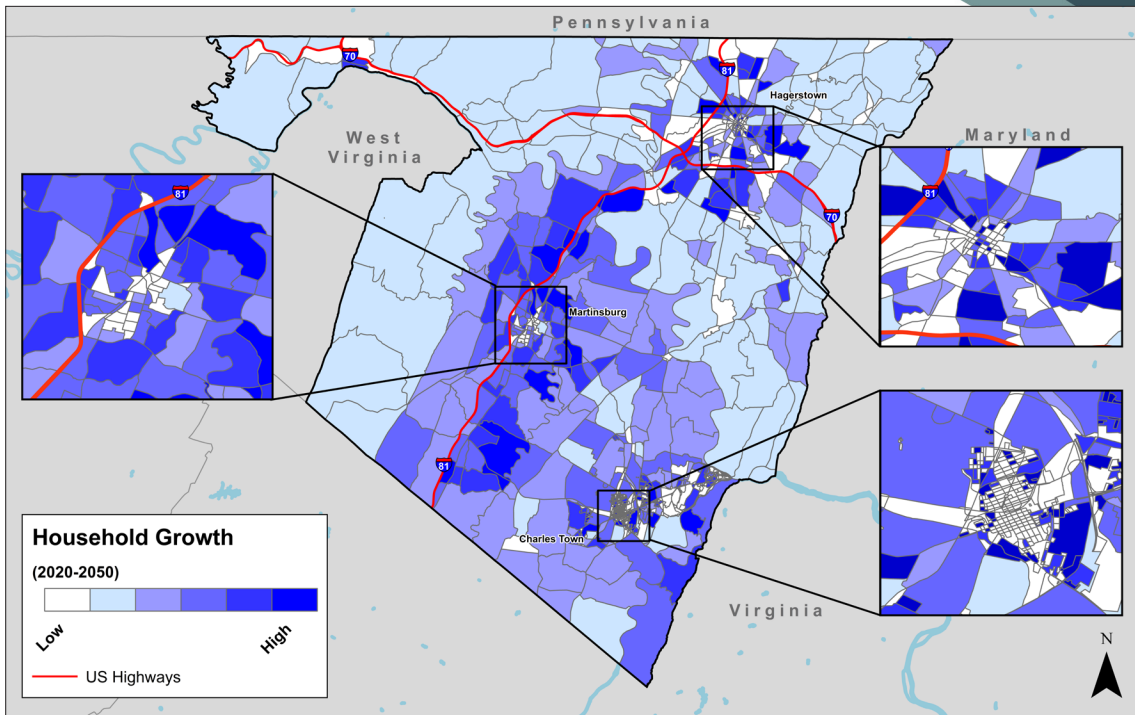 Pennsylvania
70
81
Hagerstown
West
Virginia
Maryland
81
81
70
Martinsburg
81
Charles Town
Virginia
Household Growth
(2020-2050)
Low
High
US Highways
N